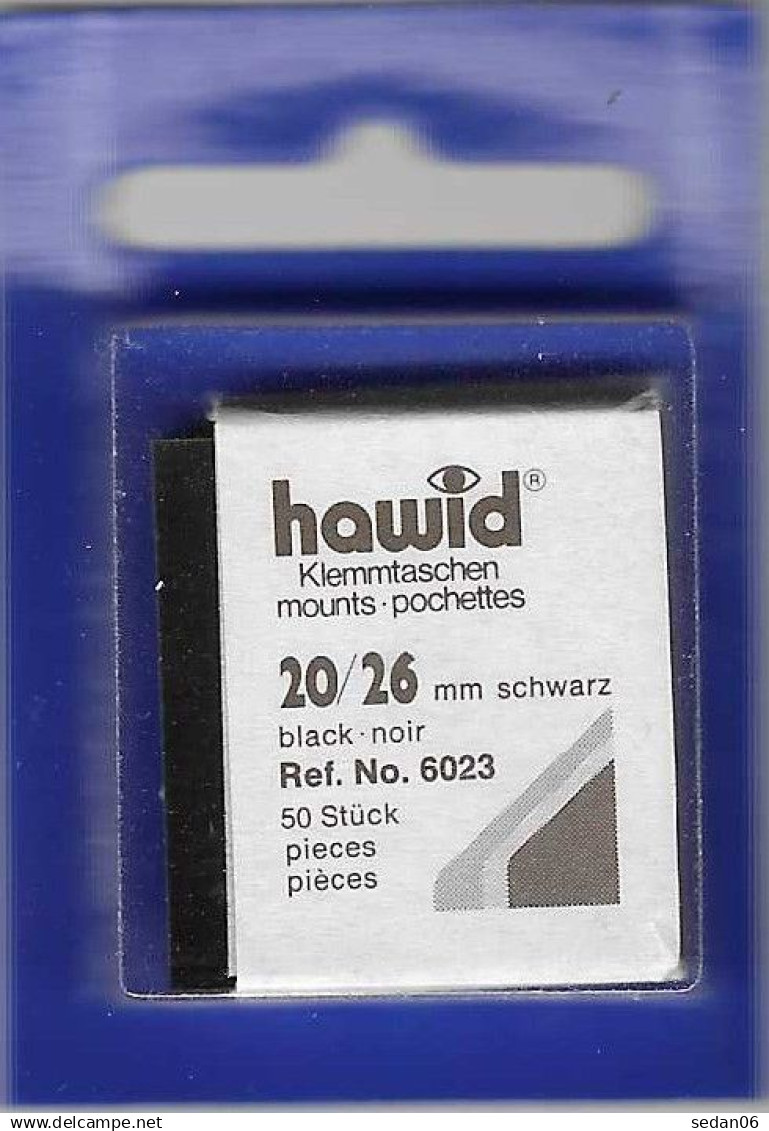 hawid®
Klemmtaschen
mounts·pochettes
20/26 mm schwarz
black·noir
Ref. No. 6023
50 Stück
pieces
pièces
delcampe.net
sedan06